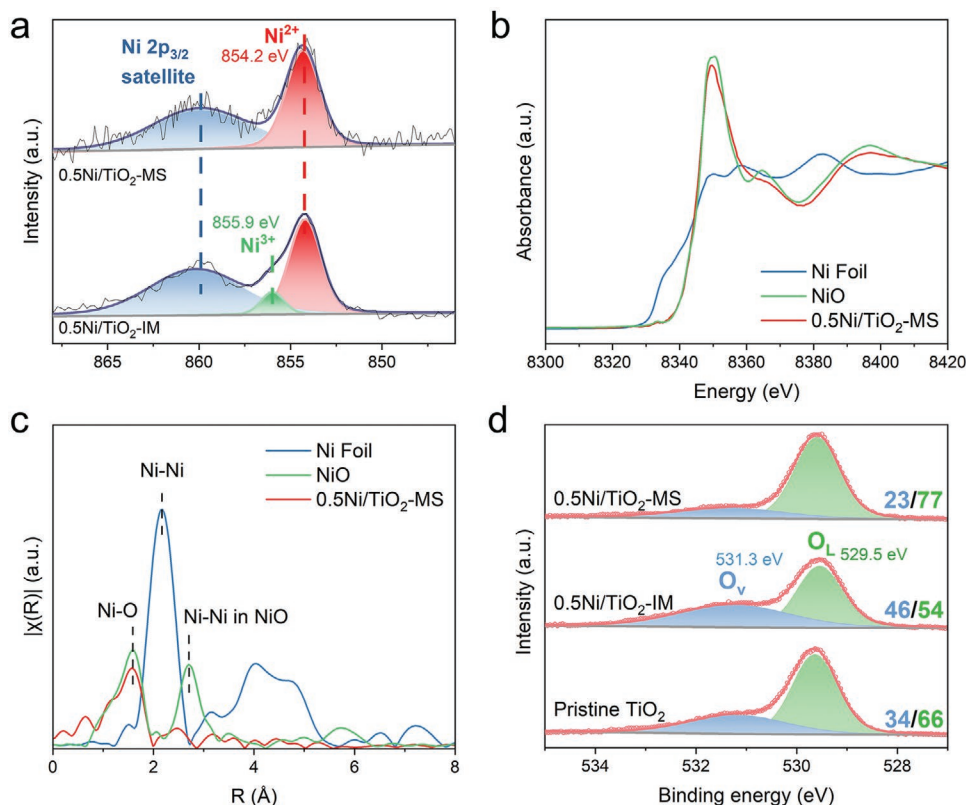 a
Ni 2p3/2
satellite
Ni2+
854.2 eV
0.5Ni/TiO2-MS
855.9 eV
Ni3+
0.5Ni/TiO2-IM
Intensity (a.u.)
865 860 855 850
b
Absorbance (a.u.)
Ni Foil
NiO
0.5Ni/TiO2-MS
8300 8320 8340 8360 8380 8400 8420
Energy (eV)
c
|χ(R)| (a.u.)
Ni-Ni
Ni Foil
NiO
0.5Ni/TiO2-MS
Ni-O
Ni-Ni in NiO
0 2 4 6 8
R (Å)
d
Intensity (a.u.)
0.5Ni/TiO2-MS
23/77
531.3 eV
Ov
OL 529.5 eV
0.5Ni/TiO2-IM
46/54
Pristine TiO2
34/66
534 532 530 528
Binding energy (eV)